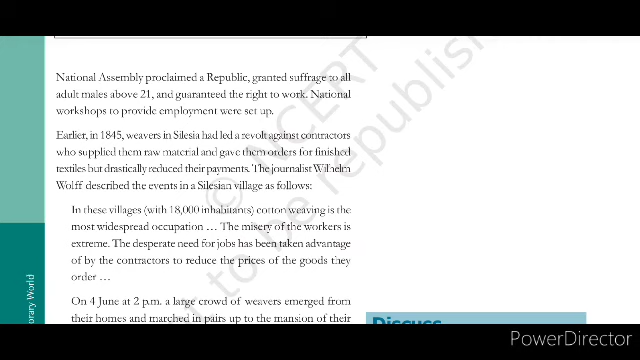 National Assembly proclaimed a Republic, granted suffrage to all
adult males above 21, and guaranteed the right to work. National
workshops to provide employment were set up.
Earlier, in 1845, weavers in Silesia had led a revolt against contractors
who supplied them raw material and gave them orders for finished
textiles but drastically reduced their payments. The journalist Wilhelm
Wolff described the events in a Silesian village as follows:
In these villages (with 18,000 inhabitants) cotton weaving is the
most widespread occupation … The misery of the workers is
extreme. The desperate need for jobs has been taken advantage
of by the contractors to reduce the prices of the goods they
order …
On 4 June at 2 p.m. a large crowd of weavers emerged from
their homes and marched in pairs up to the mansion of their
Discuss
World
© NCERT
to be republish
PowerDirector